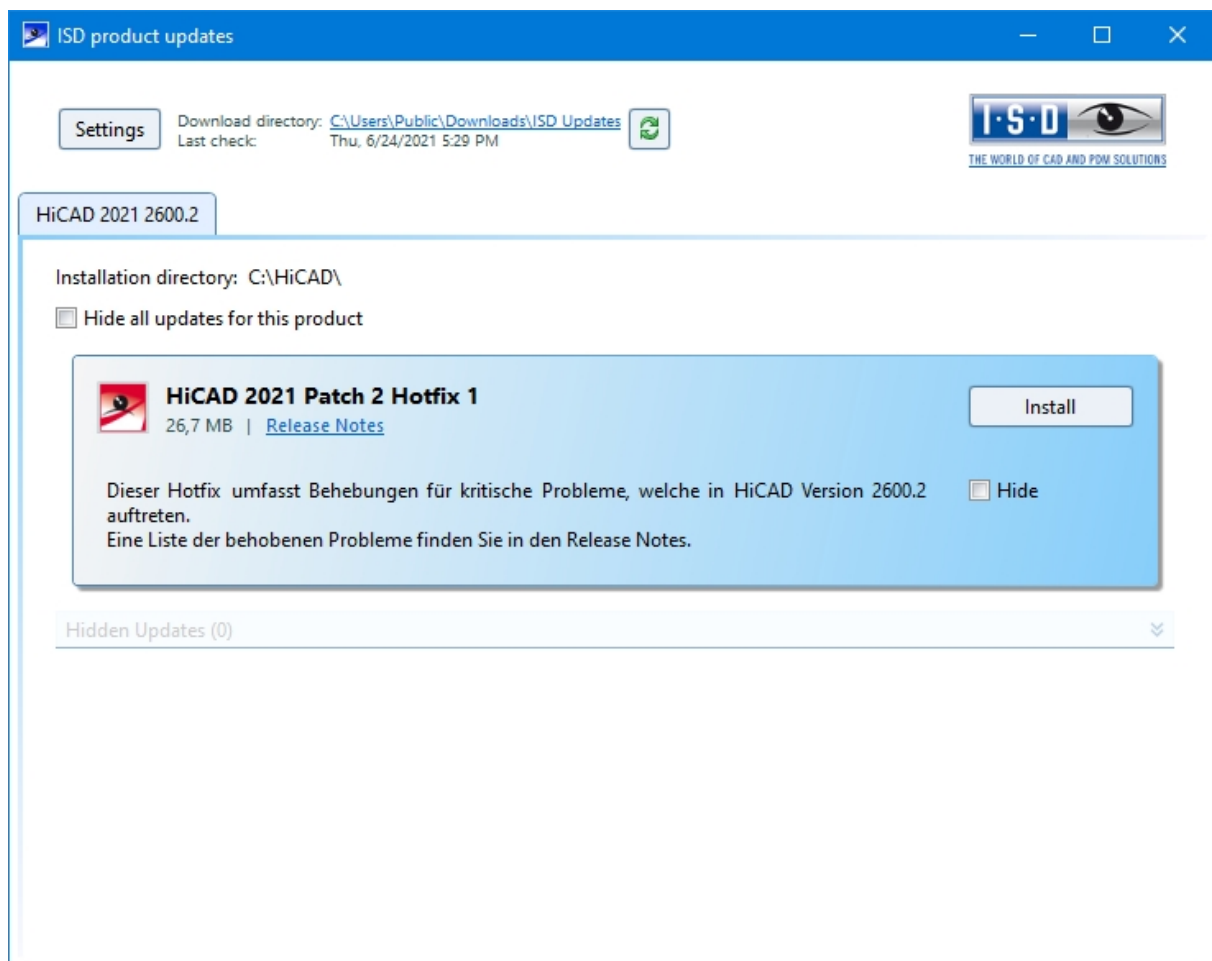 ISD product updates
Settings
Download directory: C:\Users\Public\Downloads\ISD Updates
Last check: Thu, 6/24/2021 5:29 PM
I·S·D
THE WORLD OF CAD AND PDM SOLUTIONS
HiCAD 2021 2600.2
Installation directory: C:\HiCAD\
Hide all updates for this product
HiCAD 2021 Patch 2 Hotfix 1
Install
26,7 MB | Release Notes
Dieser Hotfix umfasst Behebungen für kritische Probleme, welche in HiCAD Version 2600.2
Hide
auftreten.
Eine Liste der behobenen Probleme finden Sie in den Release Notes.
Hidden Updates (0)